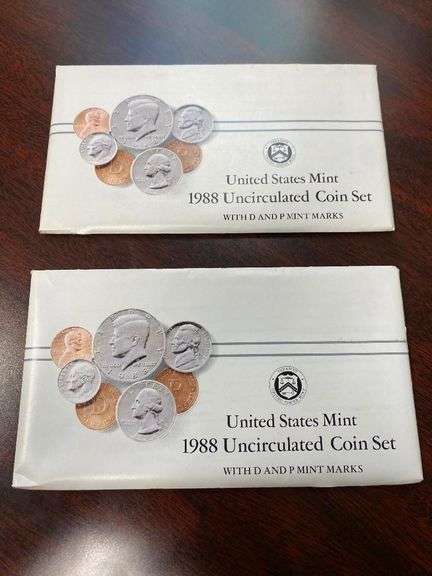 United States Mint
1988 Uncirculated Coin Set
WITH D AND P MINT MARKS
United States Mint
1988 Uncirculated Coin Set
WITH D AND P MINT MARKS